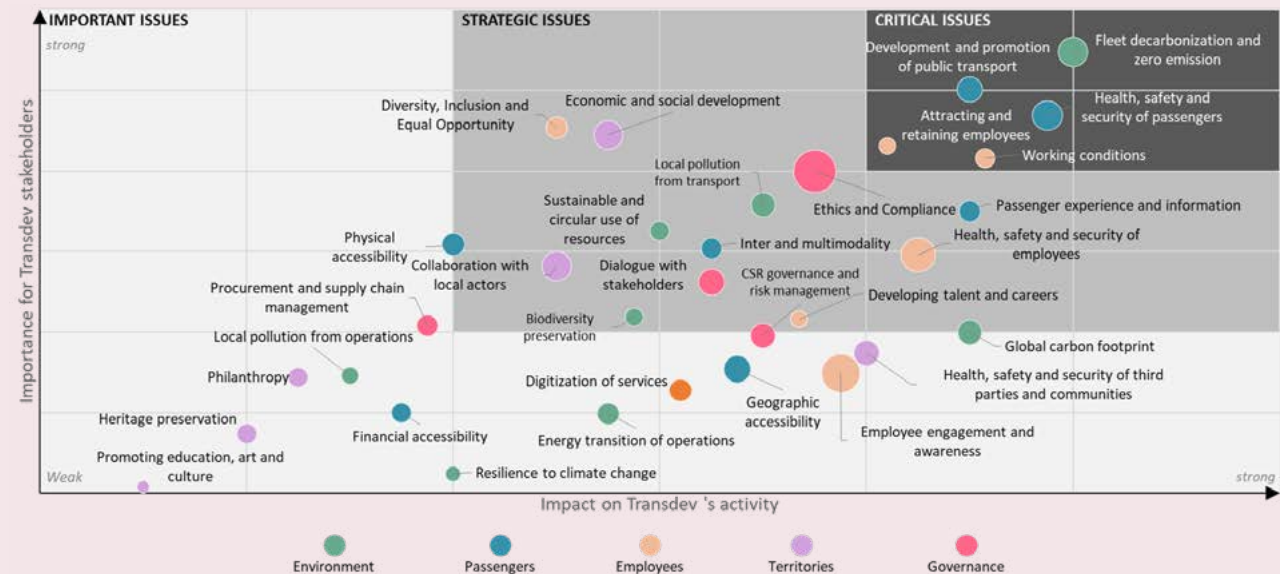 IMPORTANT ISSUES
STRATEGIC ISSUES
CRITICAL ISSUES
strong
Development and promotion
of public transport
Fleet decarbonization and
zero emission
Diversity, Inclusion and
Equal Opportunity
Economic and social development
Attracting and
retaining employees
Health, safety and
security of passengers
Working conditions
Local pollution
from transport
Ethics and Compliance
Passenger experience and information
Sustainable and
circular use of
resources
Physical
accessibility
Collaboration with
local actors
Dialogue with
stakeholders
Inter and multimodality
Health, safety and security of
employees
CSR governance and
risk management
Developing talent and careers
Procurement and supply chain
management
Biodiversity
preservation
Local pollution from operations
Global carbon footprint
Philanthropy
Digitization of services
Geographic
accessibility
Health, safety and security of third
parties and communities
Heritage preservation
Financial accessibility
Energy transition of operations
Employee engagement and
awareness
Promoting education, art and
culture
Resilience to climate change
Weak
strong
Importance for Transdev stakeholders
Impact on Transdev 's activity
Environment
Passengers
Employees
Territories
Governance